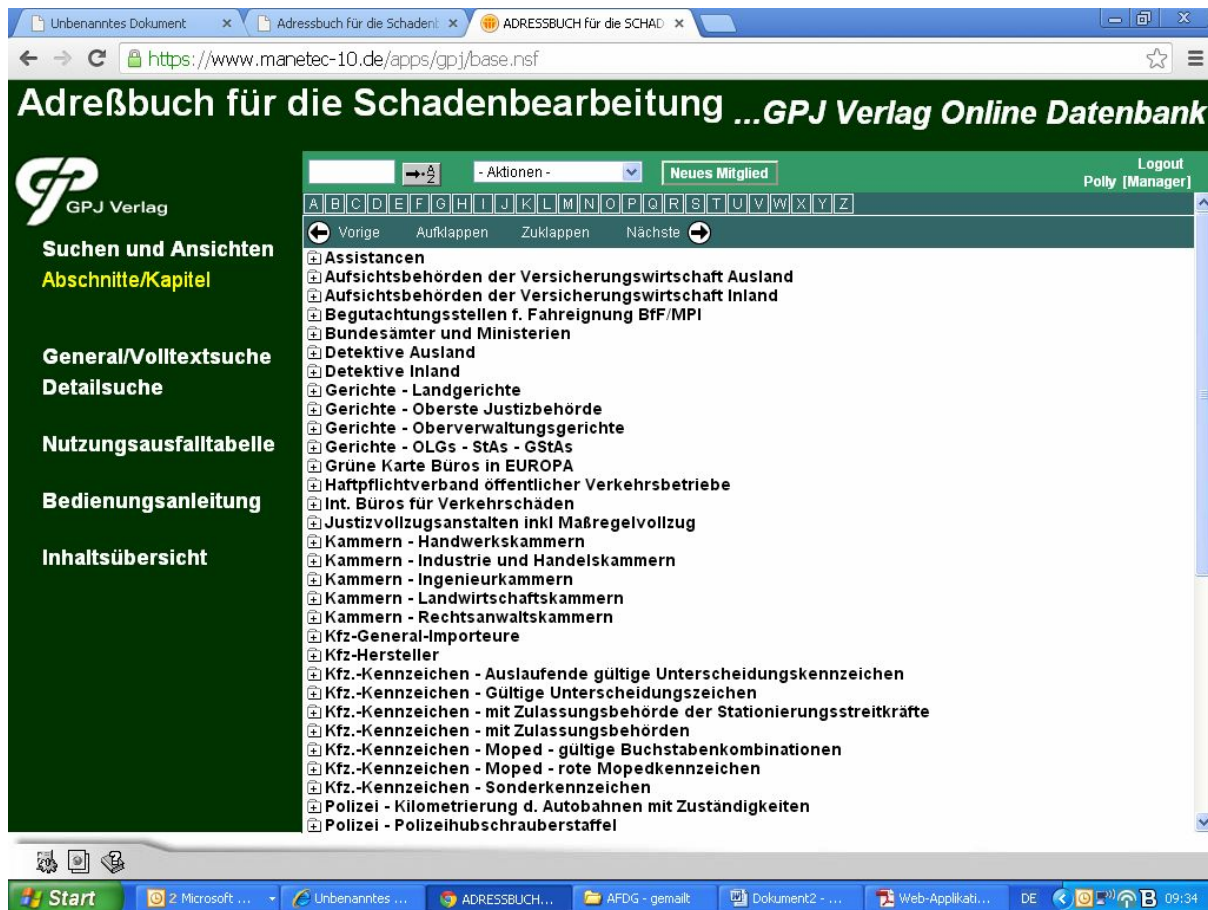 Unbenanntes Dokument
Adressbuch für die Schadent
ADRESSBUCH für die SCHAD
https://www.manetec-10.de/apps/gpj/base.nsf
Adreßbuch für die Schadenbearbeitung ...GPJ Verlag Online Datenbank
GPJ Verlag
Suchen und Ansichten
Abschnitte/Kapitel
General/Volltextsuche
Detailsuche
Nutzungsausfalltabelle
Bedienungsanleitung
Inhaltsübersicht
- Aktionen -
Neues Mitglied
Logout
Polly [Manager]
A B C D E F G H I J K L M N O P Q R S T U V W X Y Z
Vorige Aufklappen Zuklappen Nächste
Assistancen
Aufsichtsbehörden der Versicherungswirtschaft Ausland
Aufsichtsbehörden der Versicherungswirtschaft Inland
Begutachtungsstellen f. Fahreignung BfF/MPI
Bundesämter und Ministerien
Detektive Ausland
Detektive Inland
Gerichte - Landgerichte
Gerichte - Oberste Justizbehörde
Gerichte - Oberverwaltungsgerichte
Gerichte - OLGs - StAs - GStAs
Grüne Karte Büros in EUROPA
Haftpflichtverband öffentlicher Verkehrsbetriebe
Int. Büros für Verkehrschäden
Justizvollzugsanstalten inkl Maßregelvollzug
Kammern - Handwerkskammern
Kammern - Industrie und Handelskammern
Kammern - Ingenieurkammern
Kammern - Landwirtschaftskammern
Kammern - Rechtsanwaltskammern
Kfz-General-Importeure
Kfz-Hersteller
Kfz.-Kennzeichen - Auslaufende gültige Unterscheidungskennzeichen
Kfz.-Kennzeichen - Gültige Unterscheidungszeichen
Kfz.-Kennzeichen - mit Zulassungsbehörde der Stationierungsstreitkräfte
Kfz.-Kennzeichen - mit Zulassungsbehörden
Kfz.-Kennzeichen - Moped - gültige Buchstabenkombinationen
Kfz.-Kennzeichen - Moped - rote Mopedkennzeichen
Kfz.-Kennzeichen - Sonderkennzeichen
Polizei - Kilometrierung d. Autobahnen mit Zuständigkeiten
Polizei - Polizeihubschrauberstaffel
Start 2 Microsoft ... Unbenanntes ... ADRESSBUCH... AFDG - gemailt Dokument2 - ... Web-Applikati... DE 09:34